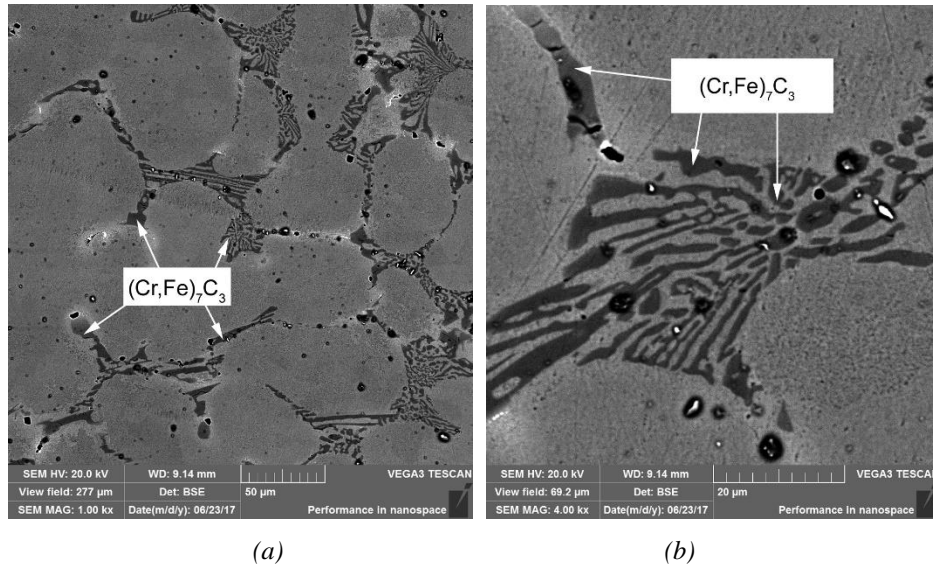 (Cr,Fe)₇C₃
SEM HV: 20.0 kV WD: 9.14 mm VEGA3 TESCAN
View field: 277 µm Det: BSE 50 µm
SEM MAG: 1.00 kx Date(m/d/y): 06/23/17 Performance in nanospace
(a)
(Cr,Fe)₇C₃
SEM HV: 20.0 kV WD: 9.14 mm VEGA3 TESCAN
View field: 69.2 µm Det: BSE 20 µm
SEM MAG: 4.00 kx Date(m/d/y): 06/23/17 Performance in nanospace
(b)